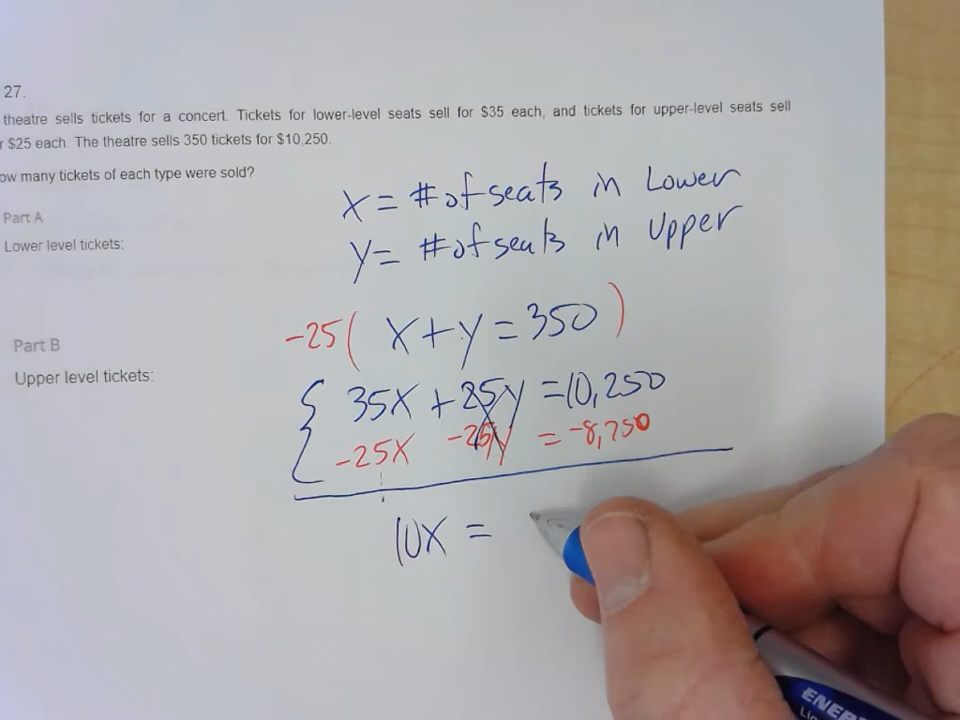 27.
theatre sells tickets for a concert. Tickets for lower-level seats sell for $35 each, and tickets for upper-level seats sell
r $25 each. The theatre sells 350 tickets for $10,250.
ow many tickets of each type were sold?
Part A
Lower level tickets:
X = # of seats in Lower
Y = # of seats in Upper
-25 ( X + y = 350 )
Part B
Upper level tickets:
{ 35X + 25y = 10,250
-25X -25y = -8,750
10X =
ENER